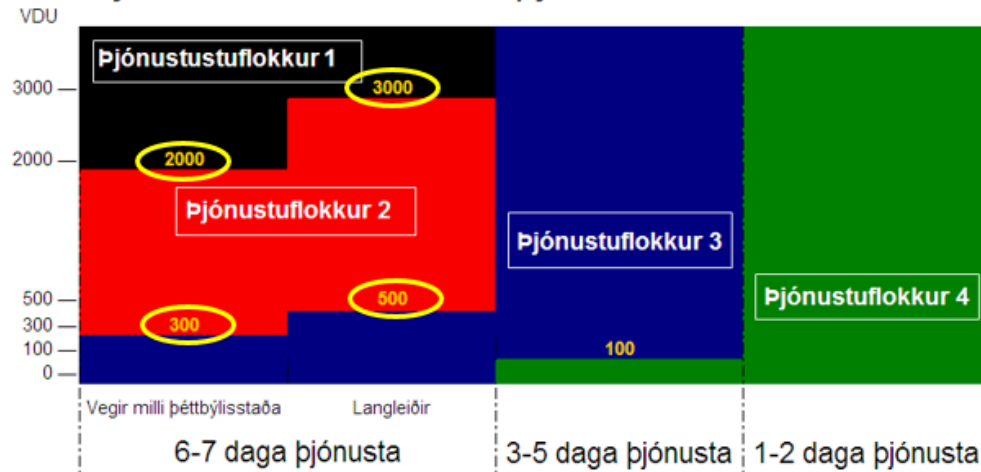 VDU
Þjónustustuflokkur 1
3000
3000
2000
2000
Þjónustuflokkur 2
Þjónustuflokkur 3
500
500
Þjónustuflokkur 4
300
300
100
100
0
Vegir milli þéttbýlisstaða
Langleiðir
6-7 daga þjónusta
3-5 daga þjónusta
1-2 daga þjónusta